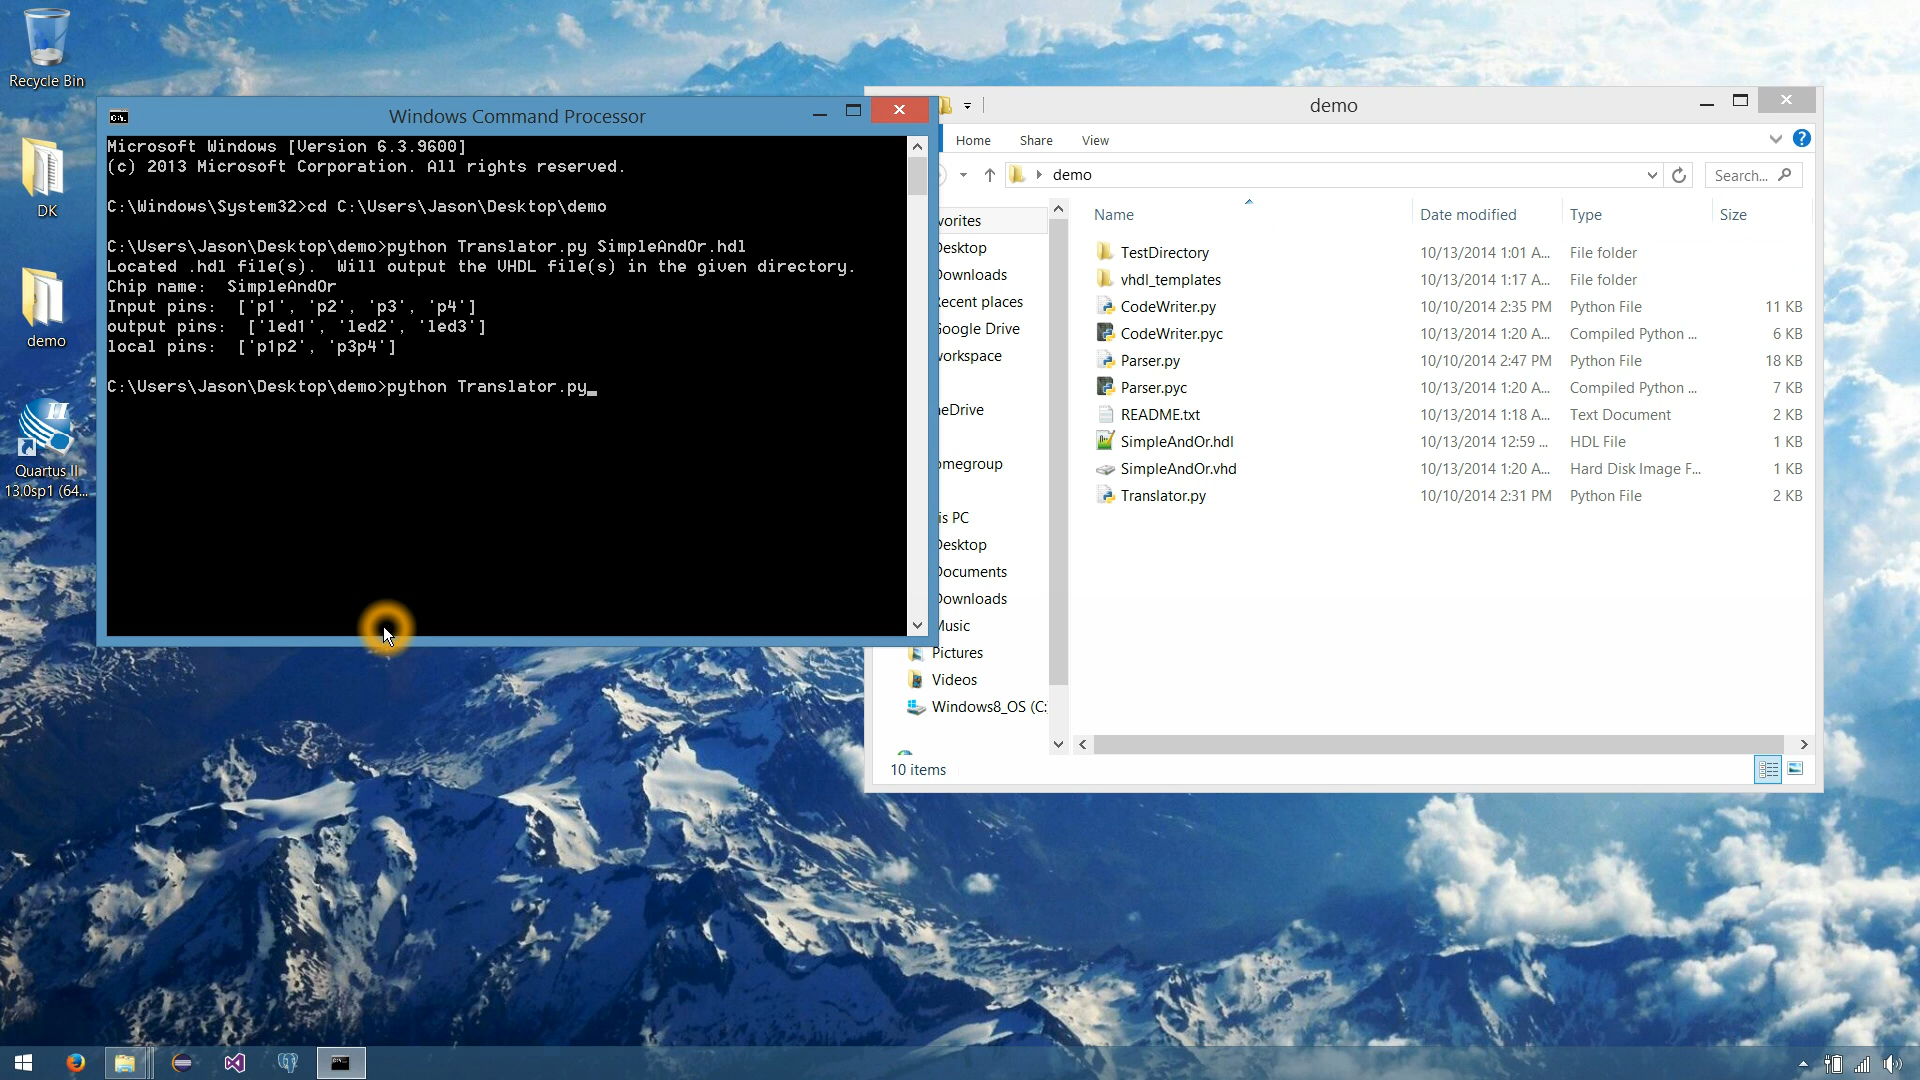 Recycle Bin
DK
demo
Quartus II
13.0sp1 (64...
Windows Command Processor
Microsoft Windows [Version 6.3.9600]
(c) 2013 Microsoft Corporation. All rights reserved.
C:\Windows\System32>cd C:\Users\Jason\Desktop\demo
C:\Users\Jason\Desktop\demo>python Translator.py SimpleAndOr.hdl
Located .hdl file(s).  Will output the VHDL file(s) in the given directory.
Chip name:  SimpleAndOr
Input pins:  ['p1', 'p2', 'p3', 'p4']
output pins:  ['led1', 'led2', 'led3']
local pins:  ['p1p2', 'p3p4']
C:\Users\Jason\Desktop\demo>python Translator.py_
demo
Home Share View
demo
Search...
vorites
Desktop
Downloads
Recent places
Google Drive
workspace
neDrive
omegroup
is PC
Desktop
Documents
Downloads
Music
Pictures
Videos
Windows8_OS (C:
Name Date modified Type Size
TestDirectory 10/13/2014 1:01 A... File folder
vhdl_templates 10/13/2014 1:17 A... File folder
CodeWriter.py 10/10/2014 2:35 PM Python File 11 KB
CodeWriter.pyc 10/13/2014 1:20 A... Compiled Python ... 6 KB
Parser.py 10/10/2014 2:47 PM Python File 18 KB
Parser.pyc 10/13/2014 1:20 A... Compiled Python ... 7 KB
README.txt 10/13/2014 1:18 A... Text Document 2 KB
SimpleAndOr.hdl 10/13/2014 12:59 ... HDL File 1 KB
SimpleAndOr.vhd 10/13/2014 1:20 A... Hard Disk Image F... 1 KB
Translator.py 10/10/2014 2:31 PM Python File 2 KB
10 items